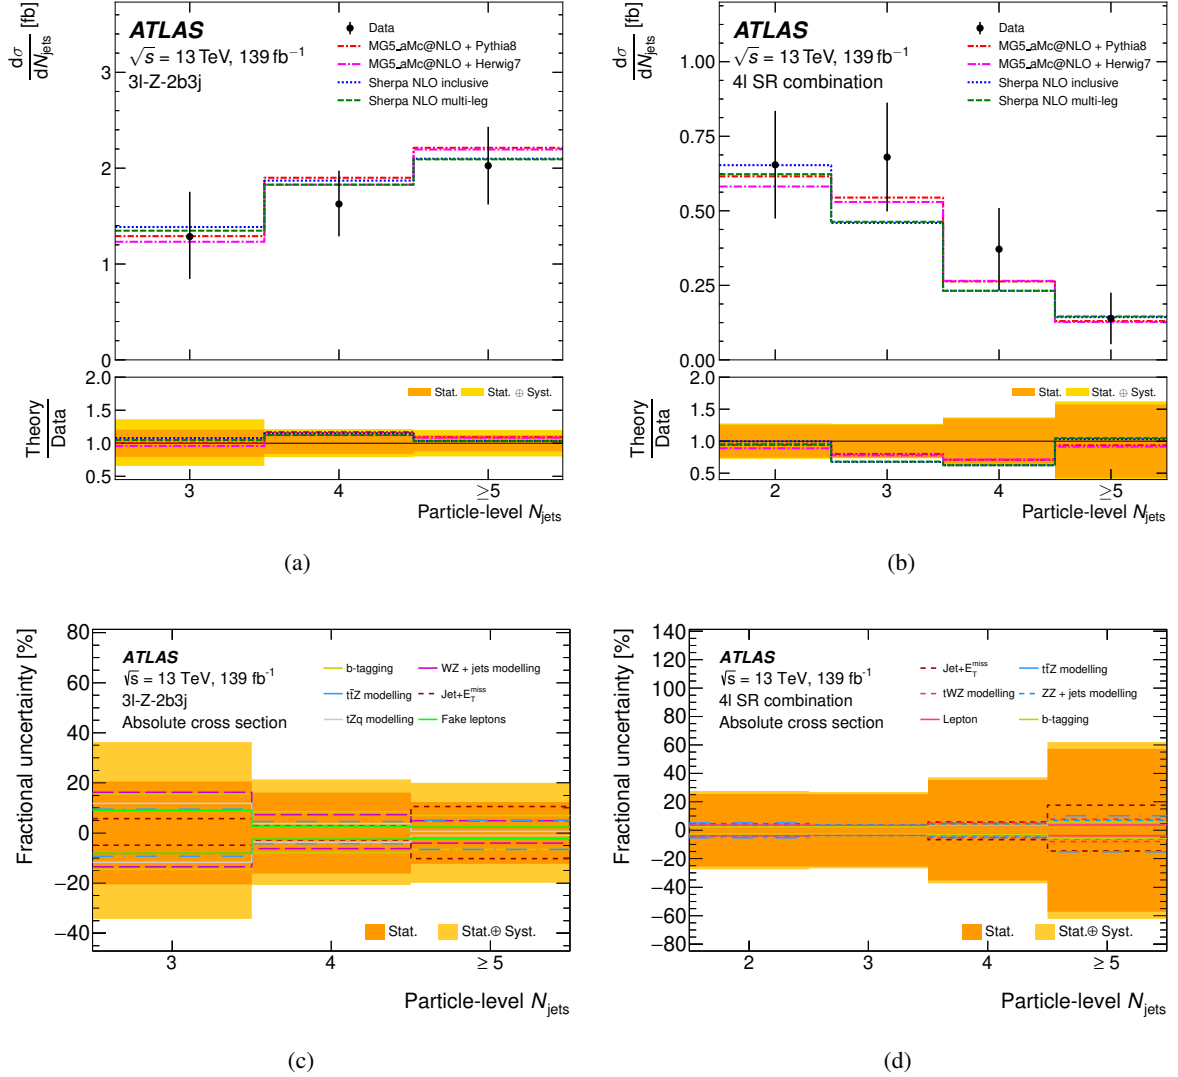 dσ
dN_jets [fb]
ATLAS
√s = 13 TeV, 139 fb⁻¹
3l-Z-2b3j
Data
MG5_aMc@NLO + Pythia8
MG5_aMc@NLO + Herwig7
Sherpa NLO inclusive
Sherpa NLO multi-leg
3
2
1
0
Theory
Data
2.0
1.5
1.0
0.5
Stat.
Stat. ⊕ Syst.
3
4
≥5
Particle-level N_jets
(a)
dσ
dN_jets [fb]
ATLAS
√s = 13 TeV, 139 fb⁻¹
4l SR combination
Data
MG5_aMc@NLO + Pythia8
MG5_aMc@NLO + Herwig7
Sherpa NLO inclusive
Sherpa NLO multi-leg
1.00
0.75
0.50
0.25
0.00
Theory
Data
2.0
1.5
1.0
0.5
Stat.
Stat. ⊕ Syst.
2
3
4
≥5
Particle-level N_jets
(b)
Fractional uncertainty [%]
80
60
40
20
0
−20
−40
ATLAS
√s = 13 TeV, 139 fb⁻¹
3l-Z-2b3j
Absolute cross section
b-tagging
tt̄Z modelling
tZq modelling
WZ + jets modelling
Jet+E_T^miss
Fake leptons
Stat.
Stat.⊕ Syst.
3
4
≥ 5
Particle-level N_jets
(c)
Fractional uncertainty [%]
140
120
100
80
60
40
20
0
−20
−40
−60
−80
ATLAS
√s = 13 TeV, 139 fb⁻¹
4l SR combination
Absolute cross section
Jet+E_T^miss
tWZ modelling
Lepton
tt̄Z modelling
ZZ + jets modelling
b-tagging
Stat.
Stat.⊕ Syst.
2
3
4
≥ 5
Particle-level N_jets
(d)